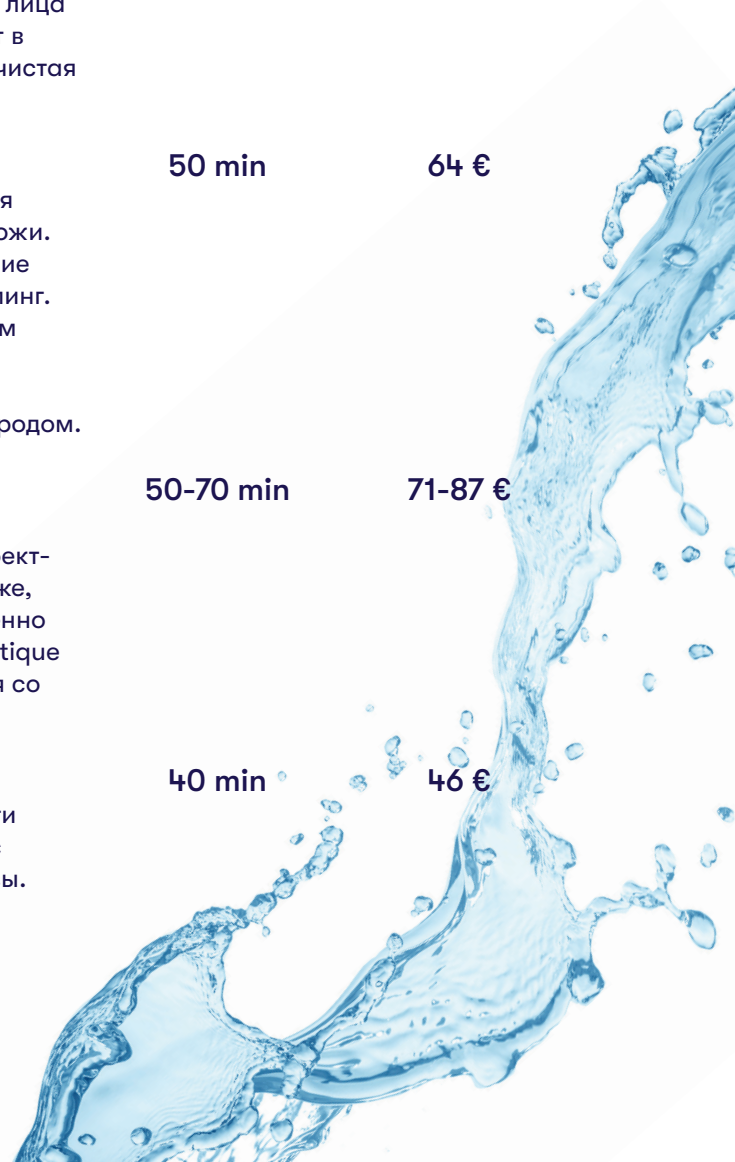 лица
т в
чистая
50 min 64 €
я
ожи.
ие
линг.
м
родом.
50-70 min 71-87 €
ект-
же,
нно
tique
я со
40 min 46 €
ти
ы.